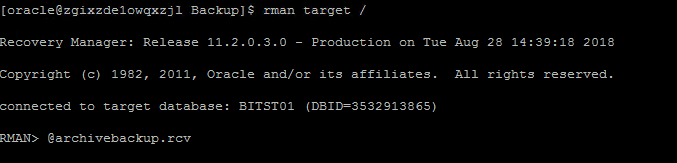 [oracle@zgixzde1owqxzjl Backup]$ rman target /
Recovery Manager: Release 11.2.0.3.0 - Production on Tue Aug 28 14:39:18 2018
Copyright (c) 1982, 2011, Oracle and/or its affiliates.  All rights reserved.
connected to target database: BITST01 (DBID=3532913865)
RMAN> @archivebackup.rcv